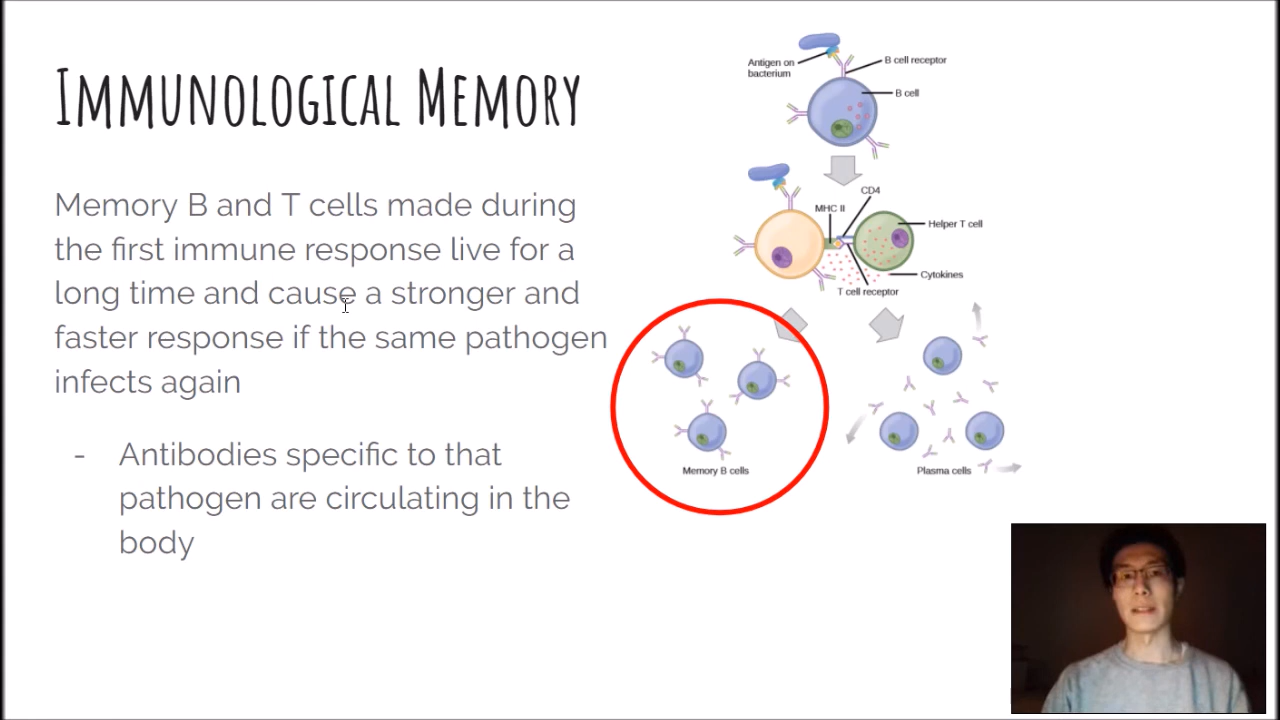 IMMUNOLOGICAL MEMORY
Memory B and T cells made during
the first immune response live for a
long time and cause a stronger and
faster response if the same pathogen
infects again
- Antibodies specific to that
pathogen are circulating in the
body
Antigen on
bacterium
B cell receptor
B cell
CD4
MHC II
Helper T cell
Cytokines
T cell receptor
Memory B cells
Plasma cells